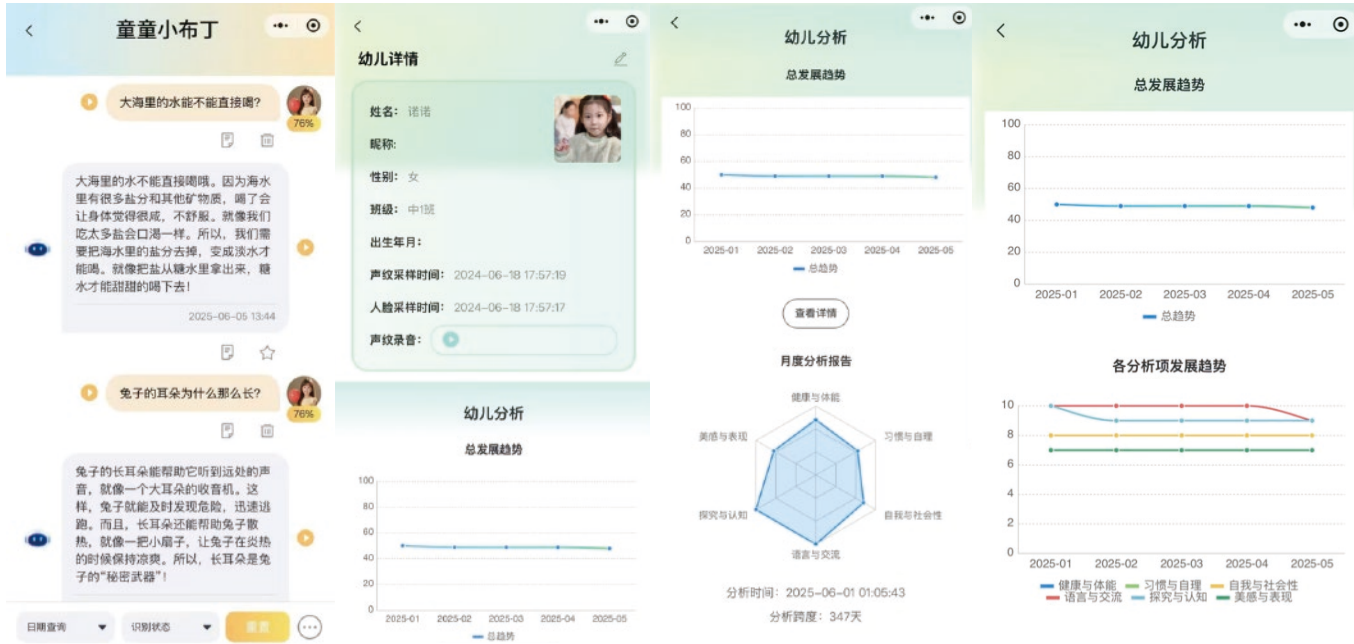 童童小布丁
大海里的水能不能直接喝?
76%
大海里的水不能直接喝哦。因为海水
里有很多盐分和其他矿物质，喝了会
让身体觉得很咸，不舒服。就像我们
吃太多盐会口渴一样。所以，我们需
要把海水里的盐分去掉，变成淡水才
能喝。就像把盐从糖水里拿出来，糖
水才能甜甜的喝下去！
2025-06-05 13:44
兔子的耳朵为什么那么长?
76%
兔子的长耳朵能帮助它听到远处的声
音，就像一个大耳朵的收音机。这
样，兔子就能及时发现危险，迅速逃
跑。而且，长耳朵还能帮助兔子散
热，就像一把小扇子，让兔子在炎热
的时候保持凉爽。所以，长耳朵是兔
子的“秘密武器”！
日期查询
识别状态
重置
幼儿详情
姓名： 诺诺
昵称:
性别： 女
班级： 中1班
出生年月：
声纹采样时间： 2024-06-18 17:57:19
人脸采样时间： 2024-06-18 17:57:17
声纹录音：
幼儿分析
总发展趋势
100
80
60
40
20
0
2025-01 2025-02 2025-03 2025-04 2025-05
总趋势
幼儿分析
总发展趋势
100
80
60
40
20
0
2025-01 2025-02 2025-03 2025-04 2025-05
总趋势
查看详情
月度分析报告
健康与体能
美感与表现
习惯与自理
探究与认知
自我与社会性
语言与交流
分析时间： 2025-06-01 01:05:43
分析跨度： 347天
幼儿分析
总发展趋势
100
80
60
40
20
0
2025-01 2025-02 2025-03 2025-04 2025-05
总趋势
各分析项发展趋势
10
8
6
4
2
0
2025-01 2025-02 2025-03 2025-04 2025-05
健康与体能 习惯与自理 自我与社会性
语言与交流 探究与认知 美感与表现